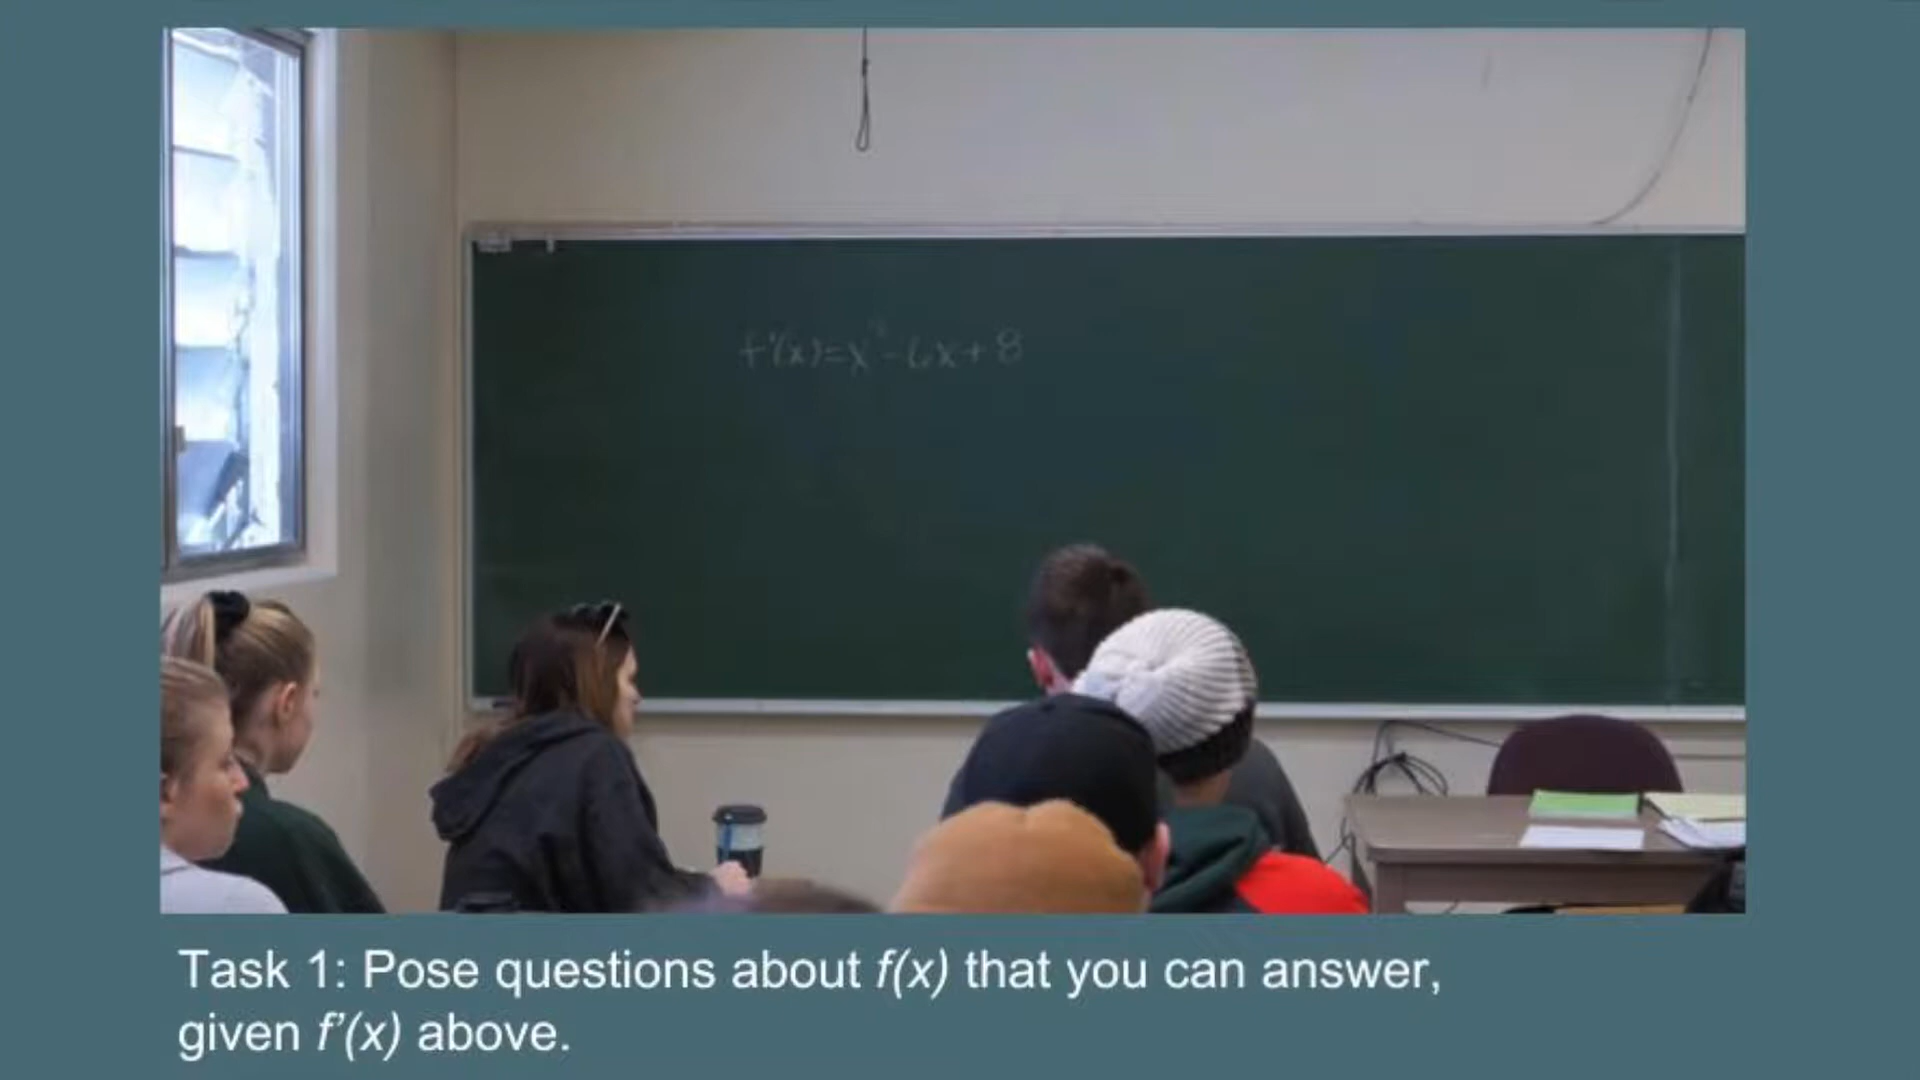 f'(x)=x²-6x+8
Task 1: Pose questions about f(x) that you can answer,
given f’(x) above.